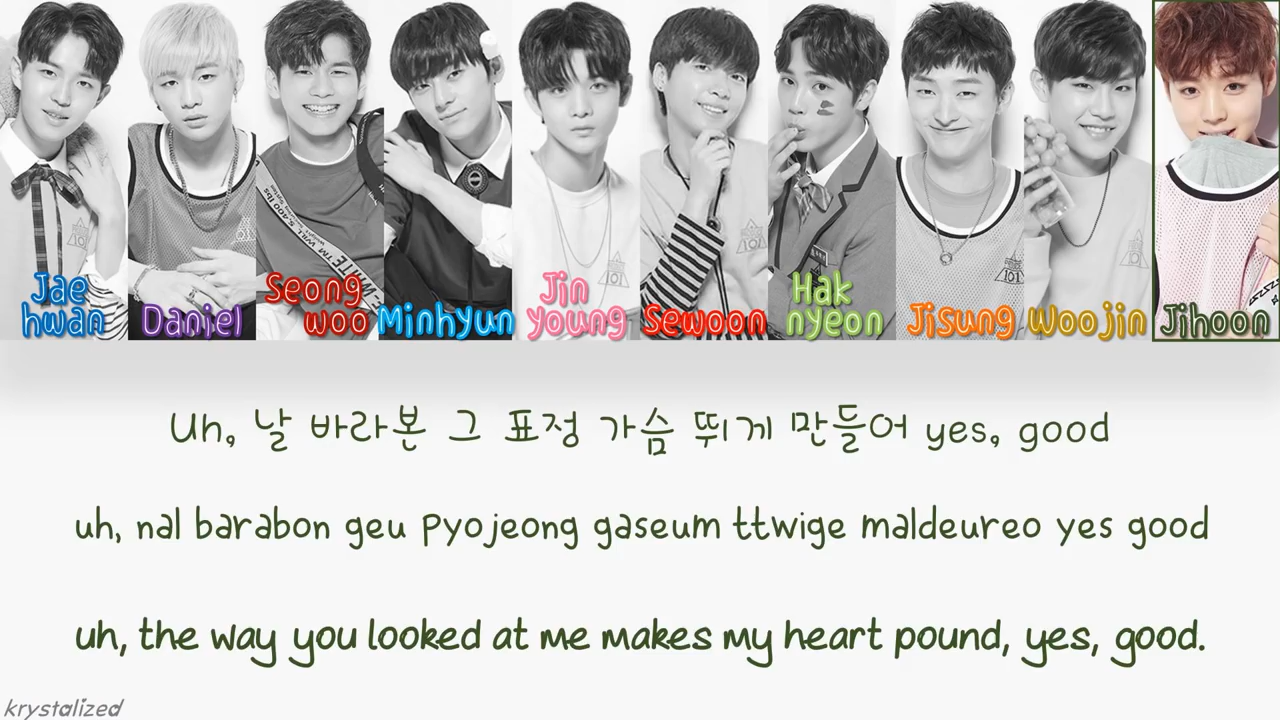 Jae
hwan
Daniel
Seong
woo
Minhyun
Jin
young
Sewoon
Hak
nyeon
Jisung
Woojin
Jihoon
101
101
Uh, 날 바라본 그 표정 가슴 뛰게 만들어 yes, good
uh, nal barabon geu pyojeong gaseum ttwige maldeureo yes good
uh, the way you looked at me makes my heart pound, yes, good.
krystalized